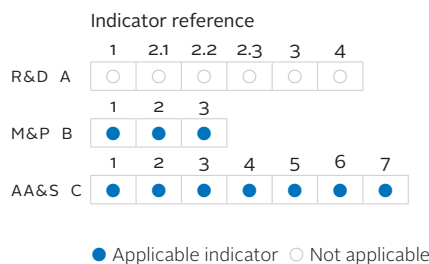 Indicator reference
1 2.1 2.2 2.3 3 4
R&D A
1 2 3
M&P B
1 2 3 4 5 6 7
AA&S C
Applicable indicator Not applicable